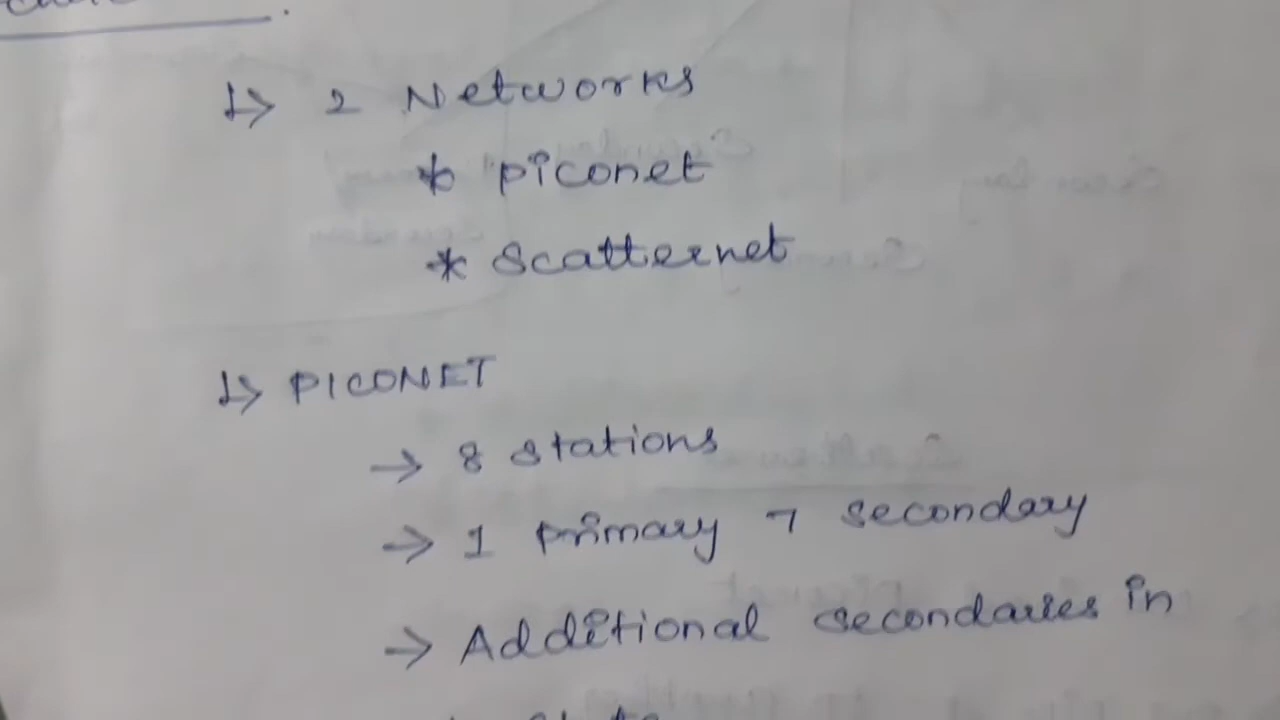 ↳ 2 Networks
* Piconet
* Scatternet
↳ PICONET
→ 8 stations
→ 1 Primary 7 secondary
→ Additional secondaries in